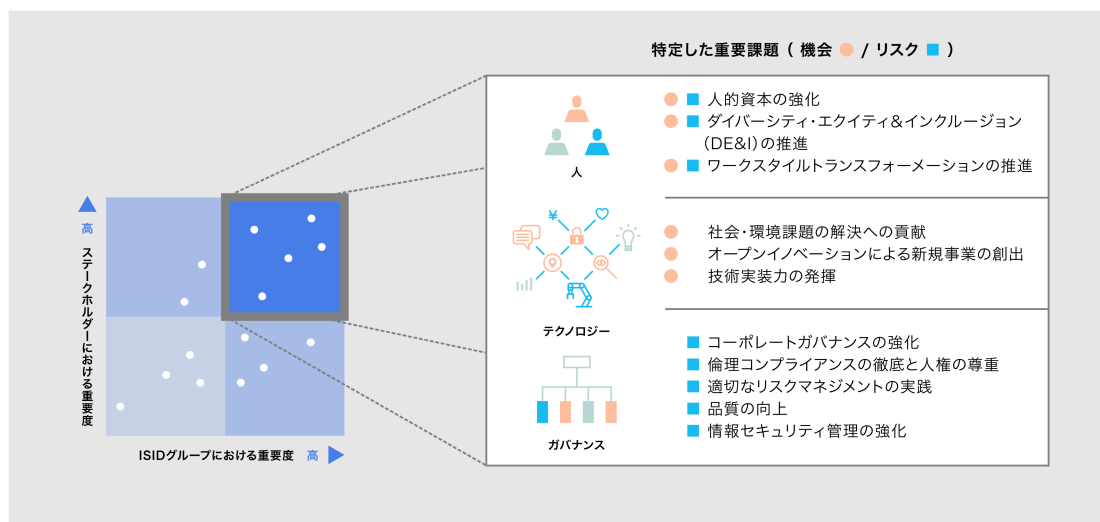 特定した重要課題（ 機会 / リスク ）
人的資本の強化
ダイバーシティ・エクイティ&インクルージョン
（DE&I）の推進
ワークスタイルトランスフォーメーションの推進
人
社会・環境課題の解決への貢献
オープンイノベーションによる新規事業の創出
技術実装力の発揮
¥
テクノロジー
コーポレートガバナンスの強化
倫理コンプライアンスの徹底と人権の尊重
適切なリスクマネジメントの実践
品質の向上
情報セキュリティ管理の強化
ガバナンス
高
ステークホルダーにおける重要度
ISIDグループにおける重要度 高